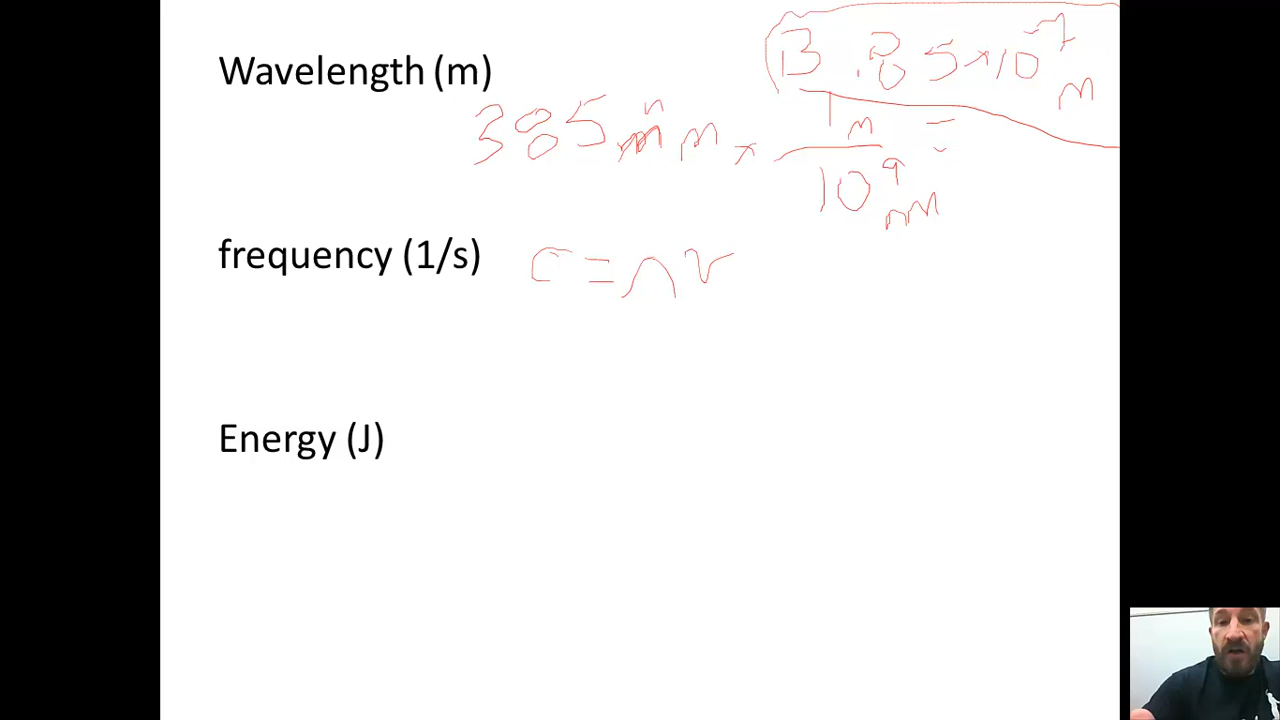 Wavelength (m)
3.85×10⁻⁷ m
385 nm × 1 m / 10⁹ nm =
frequency (1/s)
c = λν
Energy (J)